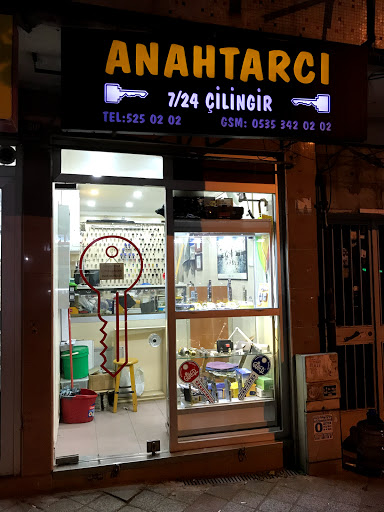 ANAHTARCI
7/24 ÇİLİNGİR
TEL:525 02 02 GSM: 0535 342 02 02